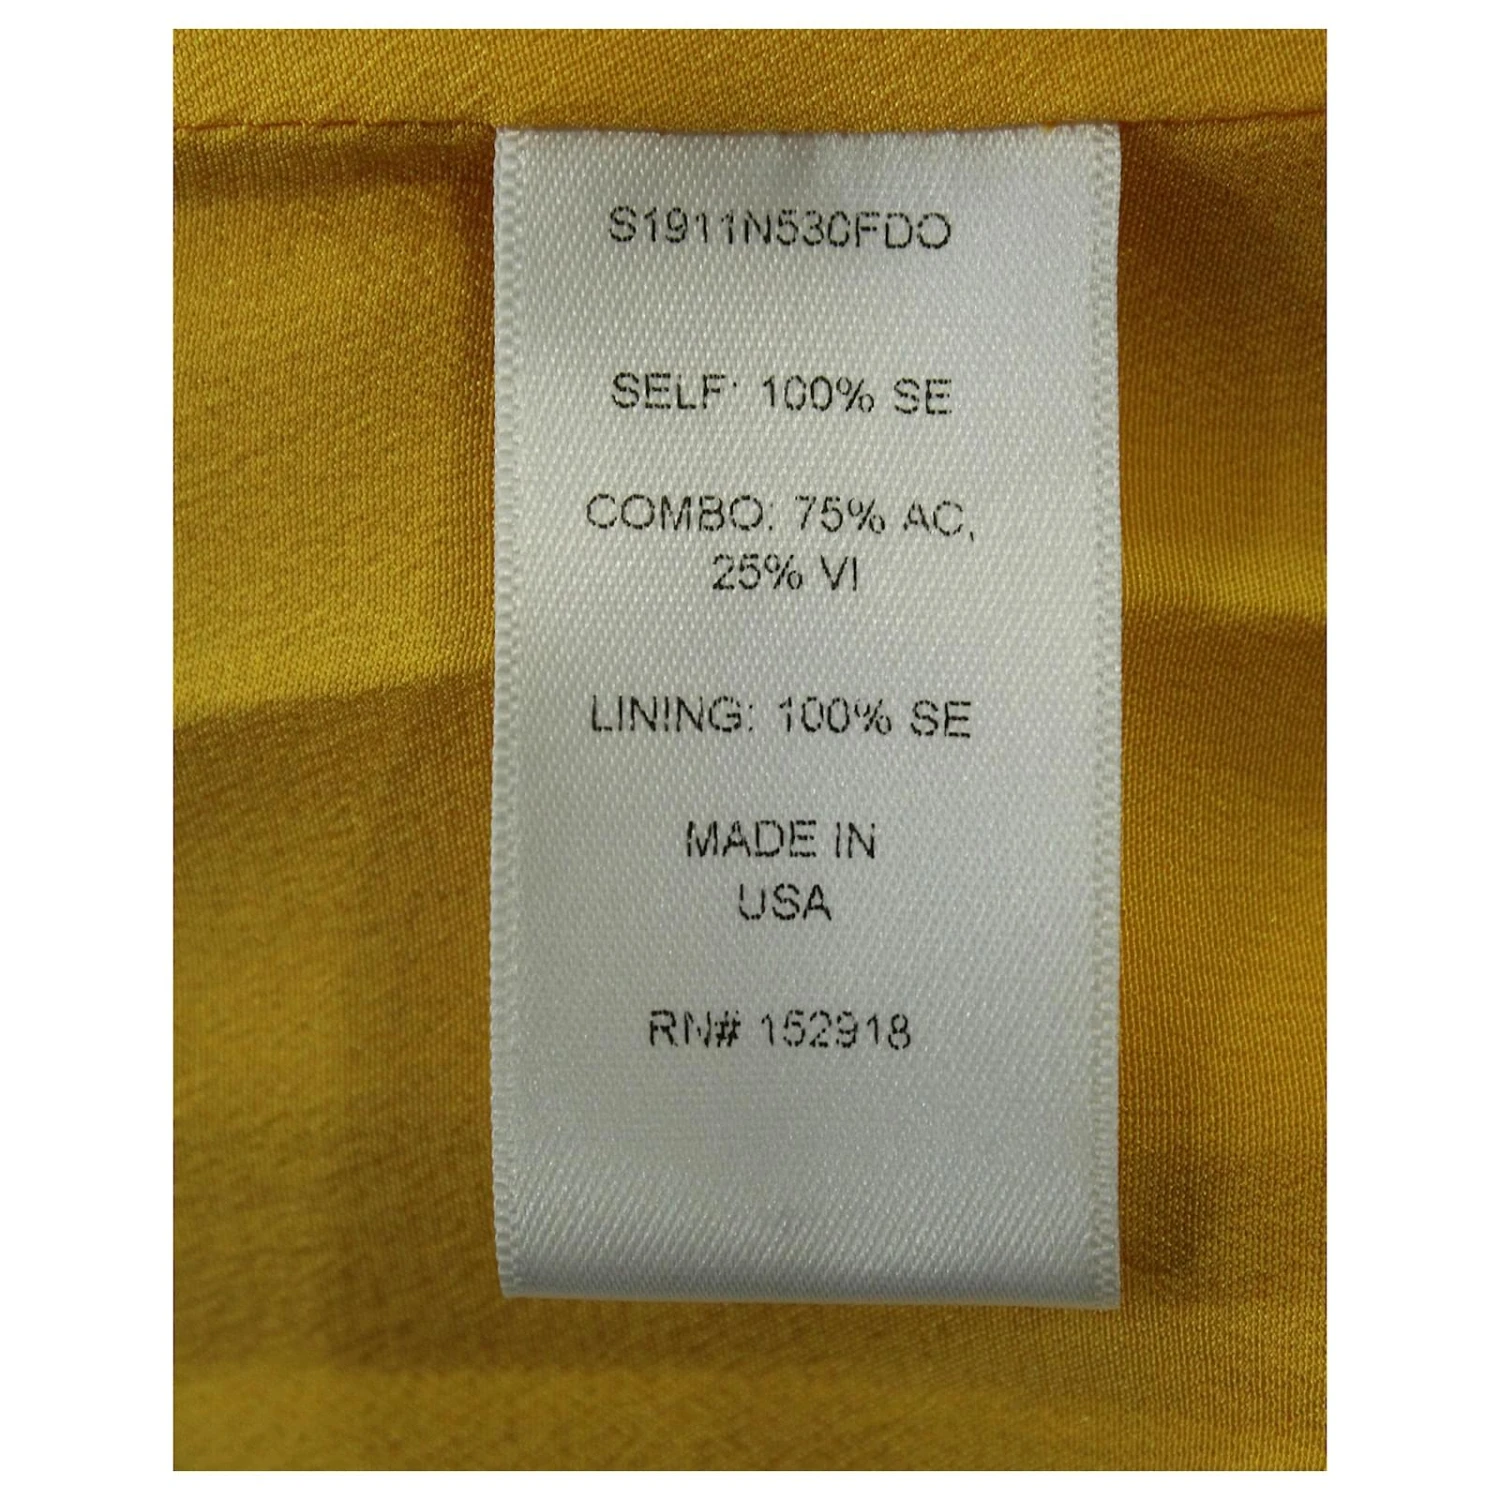 S1911N530FDO
SELF: 100% SE
COMBO: 75% AC,
25% VI
LINING: 100% SE
MADE IN
USA
RN# 152918